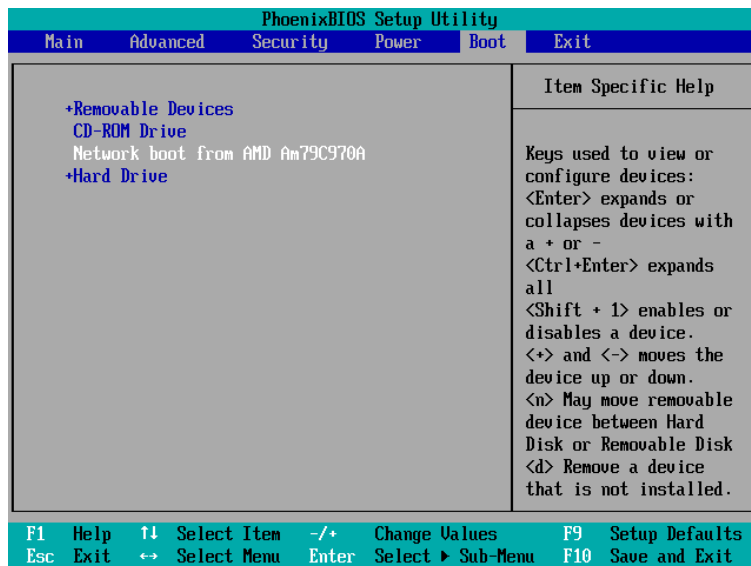 PhoenixBIOS Setup Utility
Main Advanced Security Power Boot Exit
+Removable Devices
CD-ROM Drive
Network boot from AMD Am79C970A
+Hard Drive
Item Specific Help
Keys used to view or
configure devices:
<Enter> expands or
collapses devices with
a + or -
<Ctrl+Enter> expands
all
<Shift + 1> enables or
disables a device.
<+> and <-> moves the
device up or down.
<n> May move removable
device between Hard
Disk or Removable Disk
<d> Remove a device
that is not installed.
F1 Help ↑↓ Select Item -/+ Change Values F9 Setup Defaults
Esc Exit ↔ Select Menu Enter Select ▶ Sub-Menu F10 Save and Exit